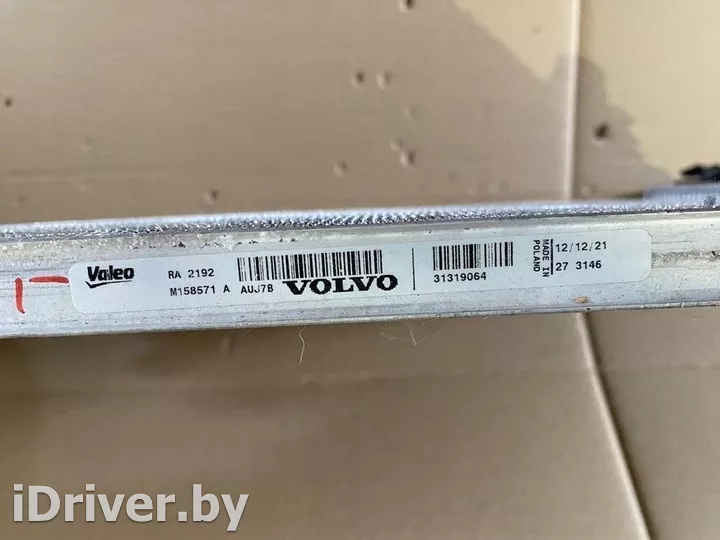 Valeo
RA 2192
M158571 A AUJ7B VOLVO
31319064
MADE IN
POLAND
12/12/21
27 3146
iDriver.by